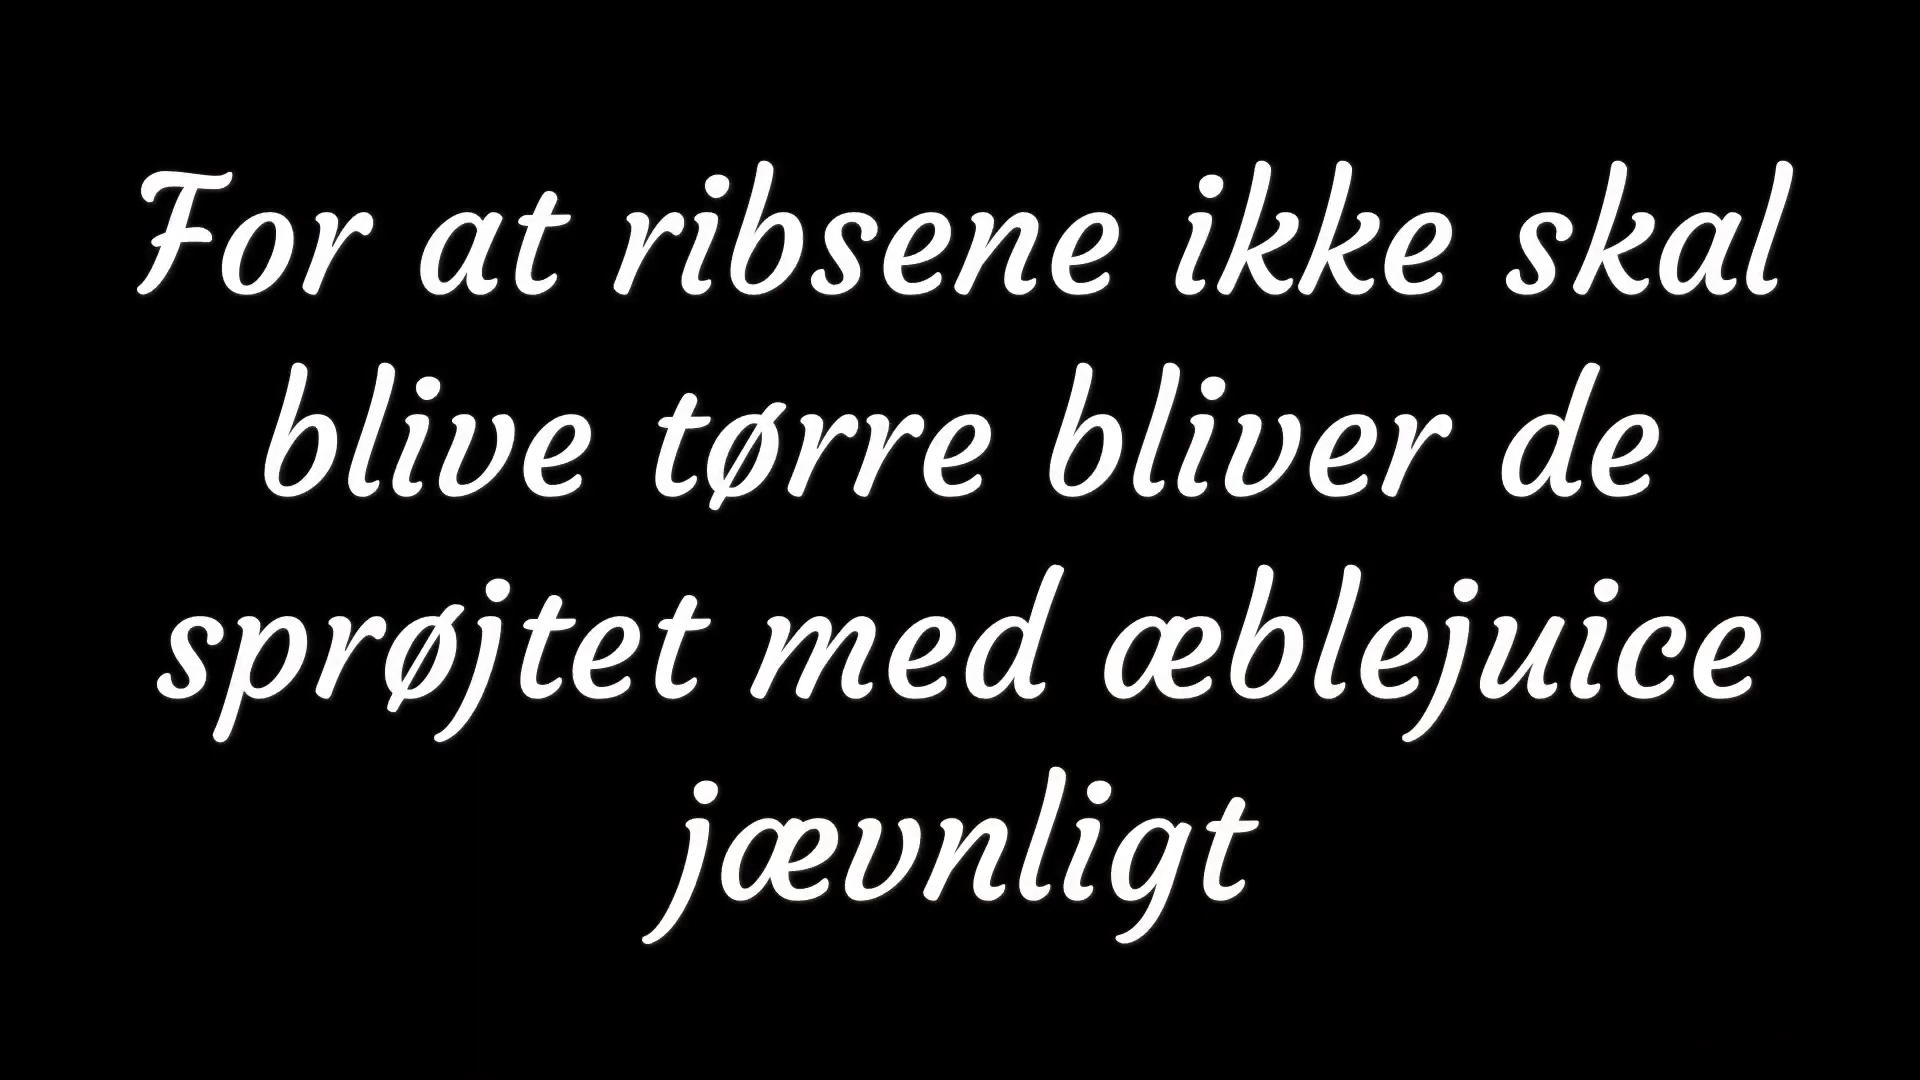 For at ribsene ikke skal
blive tørre bliver de
sprøjtet med æblejuice
jævnligt